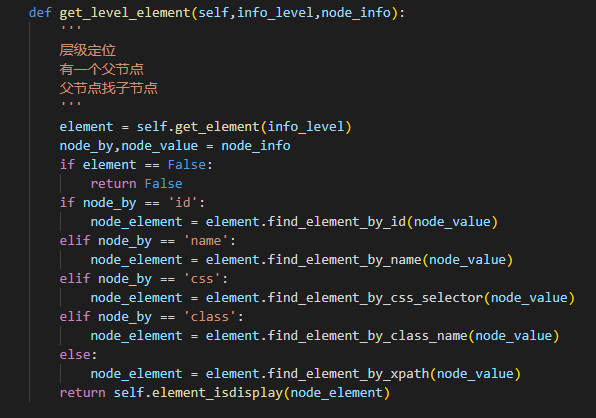 def get_level_element(self,info_level,node_info):
    '''
    层级定位
    有一个父节点
    父节点找子节点
    '''
    element = self.get_element(info_level)
    node_by,node_value = node_info
    if element == False:
        return False
    if node_by == 'id':
        node_element = element.find_element_by_id(node_value)
    elif node_by == 'name':
        node_element = element.find_element_by_name(node_value)
    elif node_by == 'css':
        node_element = element.find_element_by_css_selector(node_value)
    elif node_by == 'class':
        node_element = element.find_element_by_class_name(node_value)
    else:
        node_element = element.find_element_by_xpath(node_value)
    return self.element_isdisplay(node_element)